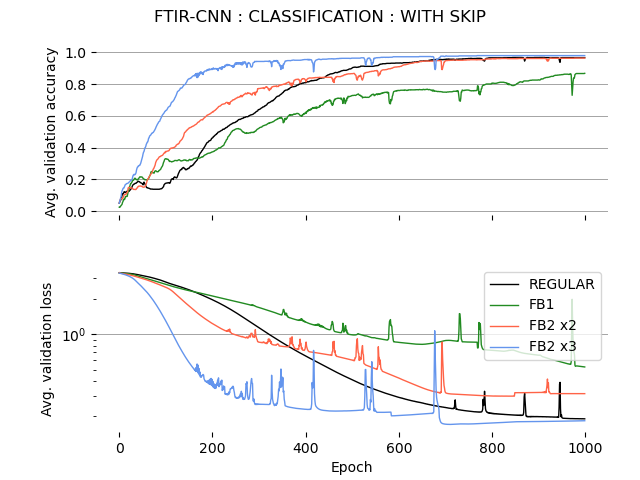 FTIR-CNN : CLASSIFICATION : WITH SKIP
Avg. validation accuracy
1.0
0.8
0.6
0.4
0.2
0.0
Avg. validation loss
10⁰
REGULAR
FB1
FB2 x2
FB2 x3
0 200 400 600 800 1000
Epoch